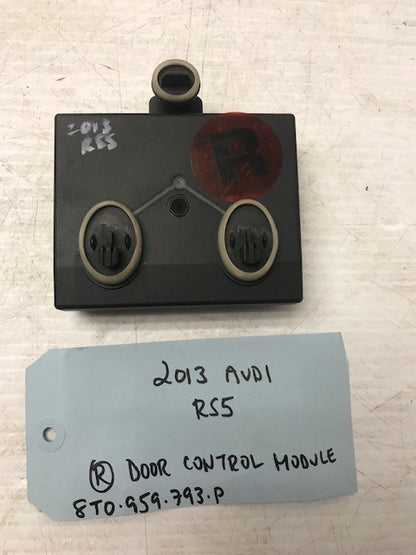 2013
RS5
R
2013 AUDI
RS5
R DOOR CONTROL MODULE
8T0.959.793.P